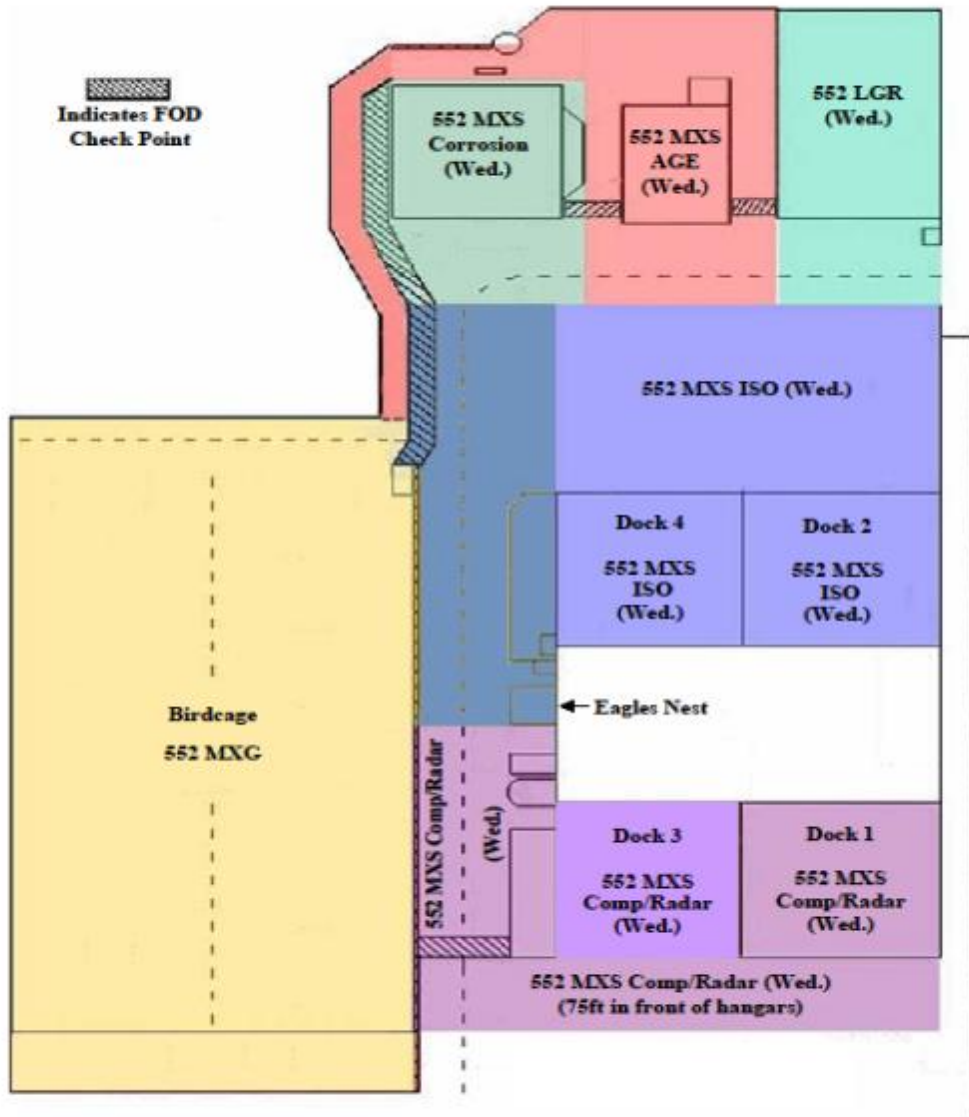 Indicates FOD
Check Point
552 MXS
Corrosion
(Wed.)
552 MXS
AGE
(Wed.)
552 LGR
(Wed.)
552 MXS ISO (Wed.)
Dock 4
552 MXS
ISO
(Wed.)
Dock 2
552 MXS
ISO
(Wed.)
Eagles Nest
Birdcage
552 MXG
552 MXS Comp/Radar
(Wed.)
Dock 3
552 MXS
Comp/Radar
(Wed.)
Dock 1
552 MXS
Comp/Radar
(Wed.)
552 MXS Comp/Radar (Wed.)
(75ft in front of hangars)